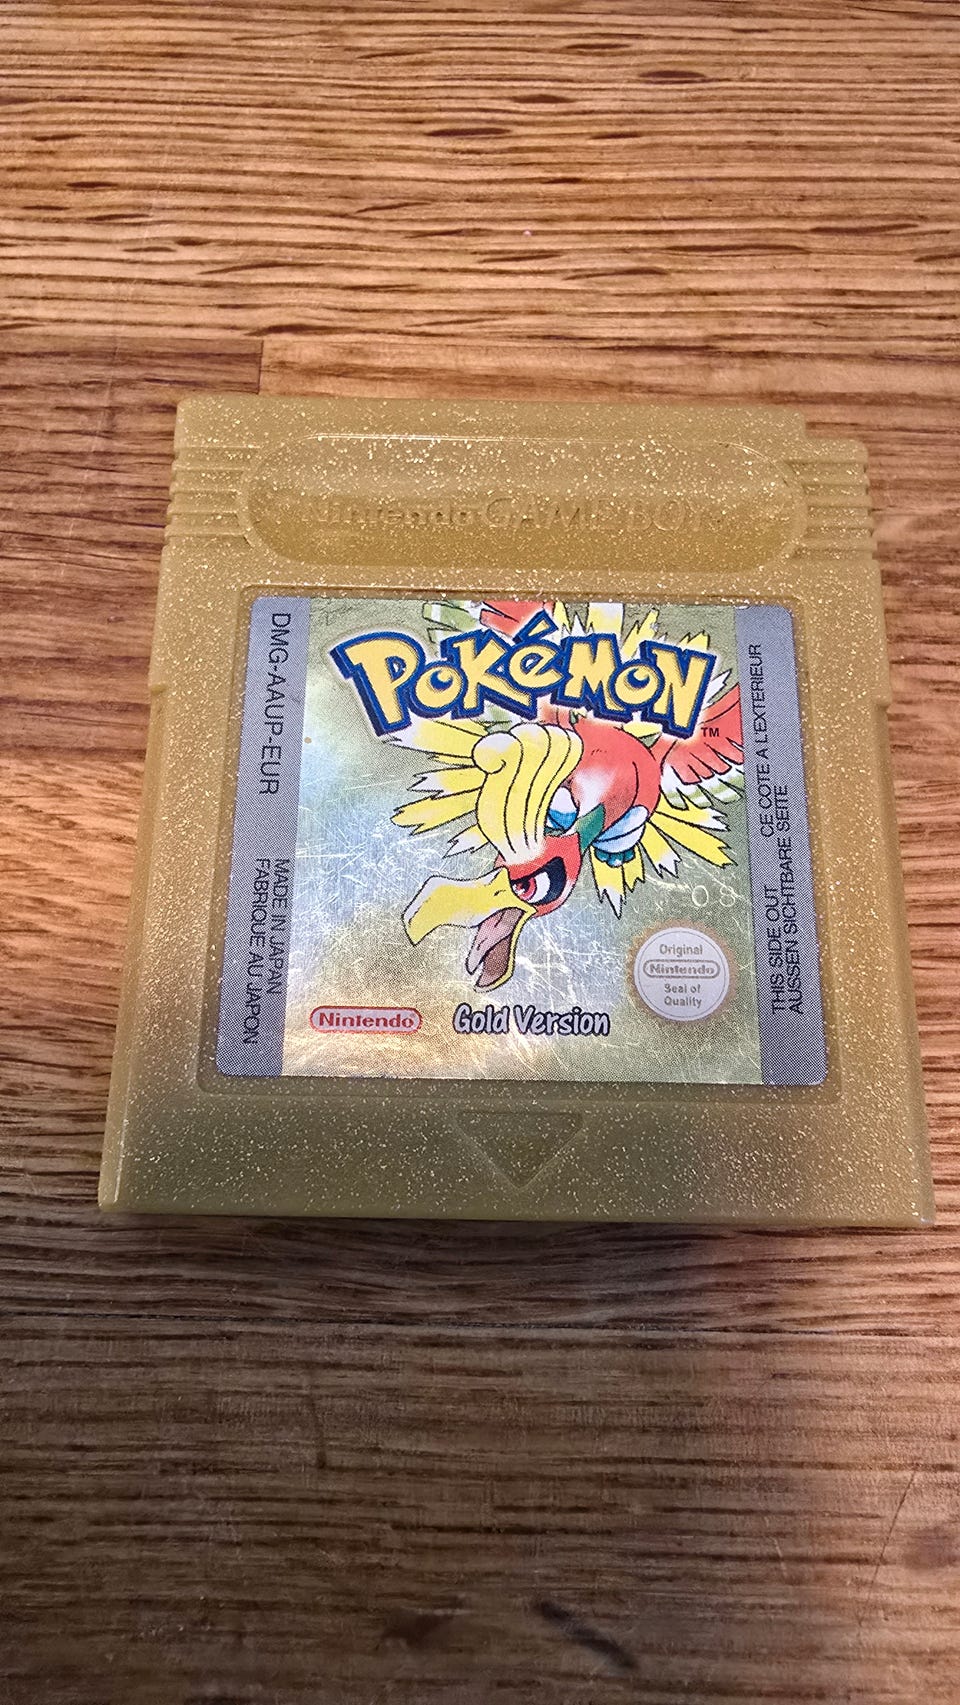 Nintendo GAME BOY
POKéMON
TM
DMG-AAUP-EUR
MADE IN JAPAN
FABRIQUE AU JAPON
CE COTE A L'EXTERIEUR
THIS SIDE OUT
AUSSEN SICHTBARE SEITE
08
Original
Nintendo
Seal of
Quality
Nintendo
Gold Version